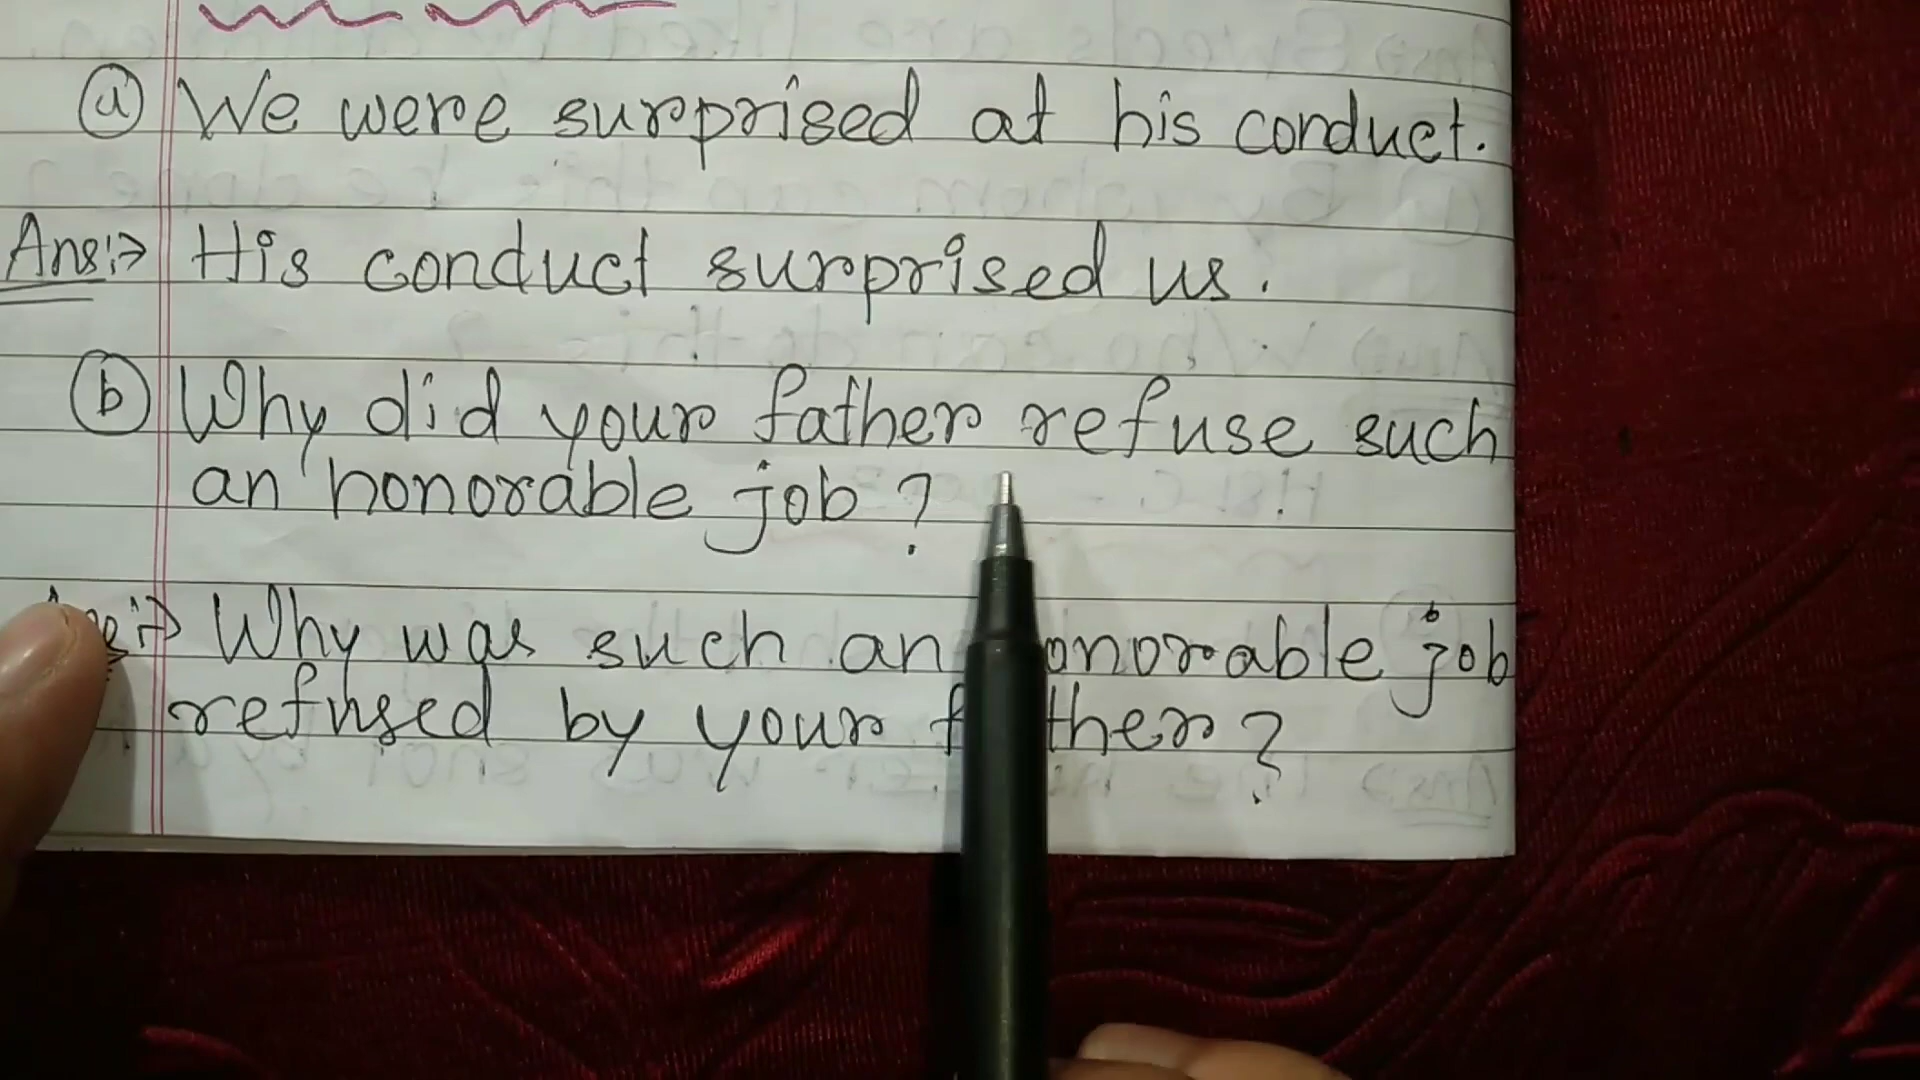 ⓐ We were surprised at his conduct.
Ans:→ His conduct surprised us.
ⓑ Why did your father refuse such
an honorable job?
Why was such an job
refused by your